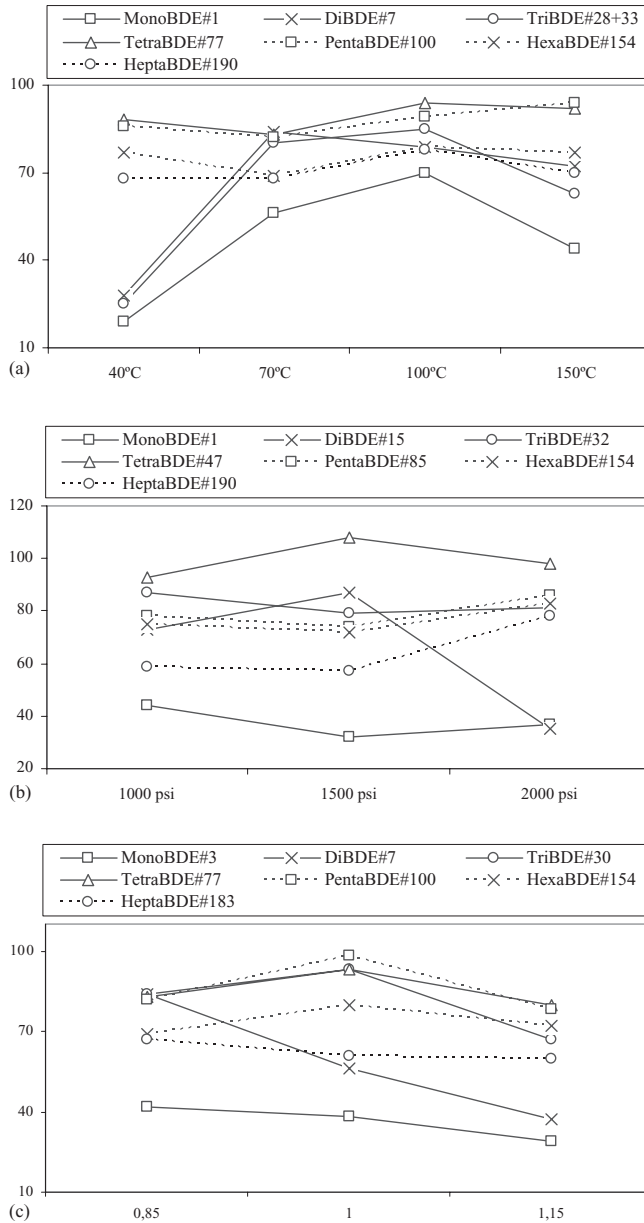 MonoBDE#1 DiBDE#7 TriBDE#28+33
TetraBDE#77 PentaBDE#100 HexaBDE#154
HeptaBDE#190
100
70
40
10
(a)
40ºC 70ºC 100ºC 150ºC
MonoBDE#1 DiBDE#15 TriBDE#32
TetraBDE#47 PentaBDE#85 HexaBDE#154
HeptaBDE#190
120
100
80
60
40
20
(b)
1000 psi 1500 psi 2000 psi
MonoBDE#3 DiBDE#7 TriBDE#30
TetraBDE#77 PentaBDE#100 HexaBDE#154
HeptaBDE#183
100
70
40
10
(c)
0,85 1 1,15